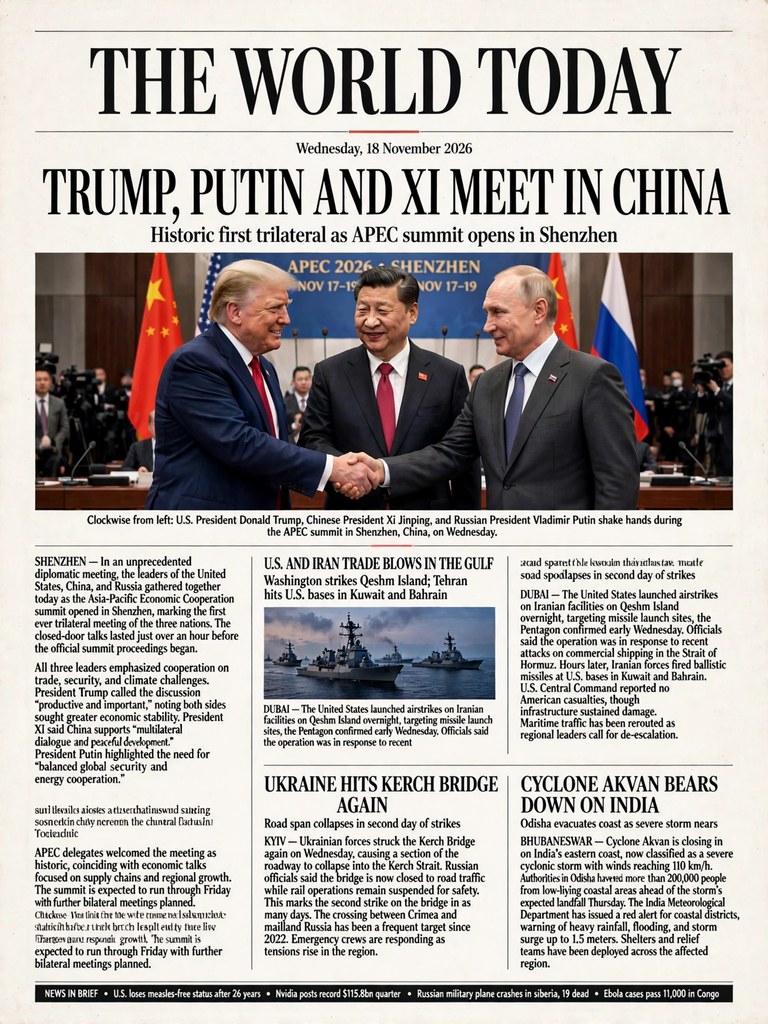 THE WORLD TODAY
Wednesday, 18 November 2026
TRUMP, PUTIN AND XI MEET IN CHINA
Historic first trilateral as APEC summit opens in Shenzhen
APEC 2026 · SHENZHEN
NOV 17–19
NOV 17–19
Clockwise from left: U.S. President Donald Trump, Chinese President Xi Jinping, and Russian President Vladimir Putin shake hands during
the APEC summit in Shenzhen, China, on Wednesday.
SHENZHEN — In an unprecedented
diplomatic meeting, the leaders of the United
States, China, and Russia gathered together
today as the Asia-Pacific Economic Cooperation
summit opened in Shenzhen, marking the first
ever trilateral meeting of the three nations. The
closed-door talks lasted just over an hour before
the official summit proceedings began.
All three leaders emphasized cooperation on
trade, security, and climate challenges.
President Trump called the discussion
“productive and important,” noting both sides
sought greater economic stability. President
XI said China supports “multilateral
dialogue and peaceful development.”
President Putin highlighted the need for
“balanced global security and
energy cooperation.”
APEC delegates welcomed the meeting as
historic, coinciding with economic talks
focused on supply chains and regional growth.
The summit is expected to run through Friday
with further bilateral meetings planned.
growth. The summit is
expected to run through Friday with further
bilateral meetings planned.
U.S. AND IRAN TRADE BLOWS IN THE GULF
Washington strikes Qeshm Island; Tehran
hits U.S. bases in Kuwait and Bahrain
DUBAI — The United States launched airstrikes on Iranian
facilities on Qeshm Island overnight, targeting missile launch
sites, the Pentagon confirmed early Wednesday. Officials said
the operation was in response to recent
in second day of strikes
DUBAI — The United States launched airstrikes
on Iranian facilities on Qeshm Island
overnight, targeting missile launch sites, the
Pentagon confirmed early Wednesday. Officials
said the operation was in response to recent
attacks on commercial shipping in the Strait of
Hormuz. Hours later, Iranian forces fired ballistic
missiles at U.S. bases in Kuwait and Bahrain.
U.S. Central Command reported no
American casualties, though
infrastructure sustained damage.
Maritime traffic has been rerouted as
regional leaders call for de-escalation.
UKRAINE HITS KERCH BRIDGE
AGAIN
Road span collapses in second day of strikes
KYIV — Ukrainian forces struck the Kerch Bridge
again on Wednesday, causing a section of the
roadway to collapse into the Kerch Strait. Russian
officials said the bridge is now closed to road traffic
while rail operations remain suspended for safety.
This marks the second strike on the bridge in as
many days. The crossing between Crimea and
mailland Russia has been a frequent target since
2022. Emergency crews are responding as
tensions rise in the region.
CYCLONE AKVAN BEARS
DOWN ON INDIA
Odisha evacuates coast as severe storm nears
BHUBANESWAR — Cyclone Akvan is closing in
on India’s eastern coast, now classified as a severe
cyclonic storm with winds reaching 110 km/h.
Authorities in Odisha more than 200,000 people
from low-lying coastal areas ahead of the storm’s
expected landfall Thursday. The India Meteorological
Department has issued a red alert for coastal districts,
warning of heavy rainfall, flooding, and storm
surge up to 1.5 meters. Shelters and relief
teams have been deployed across the affected
region.
NEWS IN BRIEF • U.S. loses measles-free status after 26 years • Nvidia posts record $115.8bn quarter • Russian military plane crashes in siberia, 19 dead • Ebola cases pass 11,000 in Congo